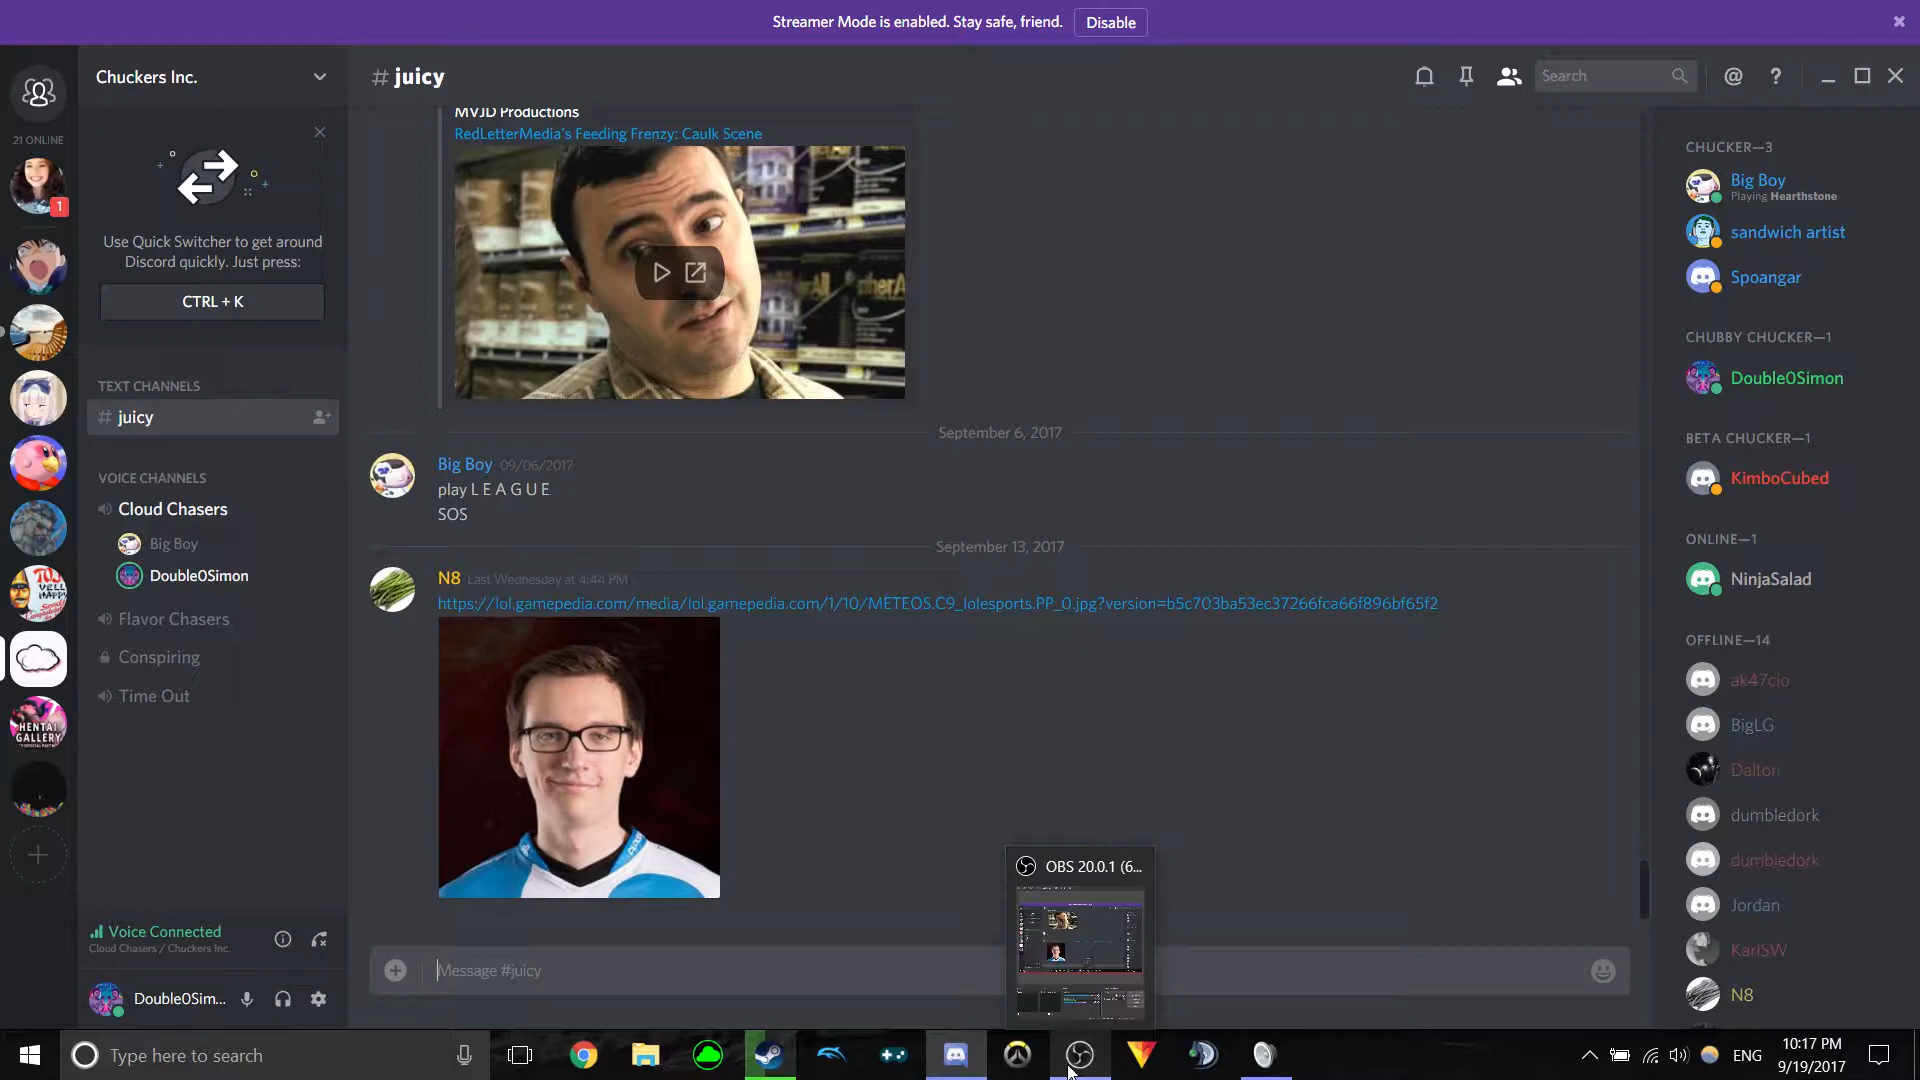 Streamer Mode is enabled. Stay safe, friend. Disable
Chuckers Inc.
# juicy
Search
21 ONLINE
1
Use Quick Switcher to get around
Discord quickly. Just press:
CTRL + K
TEXT CHANNELS
# juicy
VOICE CHANNELS
Cloud Chasers
Big Boy
Double0Simon
Flavor Chasers
Conspiring
Time Out
HENTAI
GALLERY
Voice Connected
Cloud Chasers / Chuckers Inc.
Double0Sim...
MVJD Productions
RedLetterMedia's Feeding Frenzy: Caulk Scene
September 6, 2017
Big Boy 09/06/2017
play L E A G U E
SOS
September 13, 2017
N8 Last Wednesday at 4:44 PM
https://lol.gamepedia.com/media/lol.gamepedia.com/1/10/METEOS.C9_lolesports.PP_0.jpg?version=b5c703ba53ec37266fca66f896bf65f2
Message #juicy
OBS 20.0.1 (6...
CHUCKER—3
Big Boy
Playing Hearthstone
sandwich artist
Spoangar
CHUBBY CHUCKER—1
Double0Simon
BETA CHUCKER—1
KimboCubed
ONLINE—1
NinjaSalad
OFFLINE—14
ak47cio
BigLG
Dalton
dumbledork
dumbledork
Jordan
KarlSW
N8
Type here to search
ENG
10:17 PM
9/19/2017